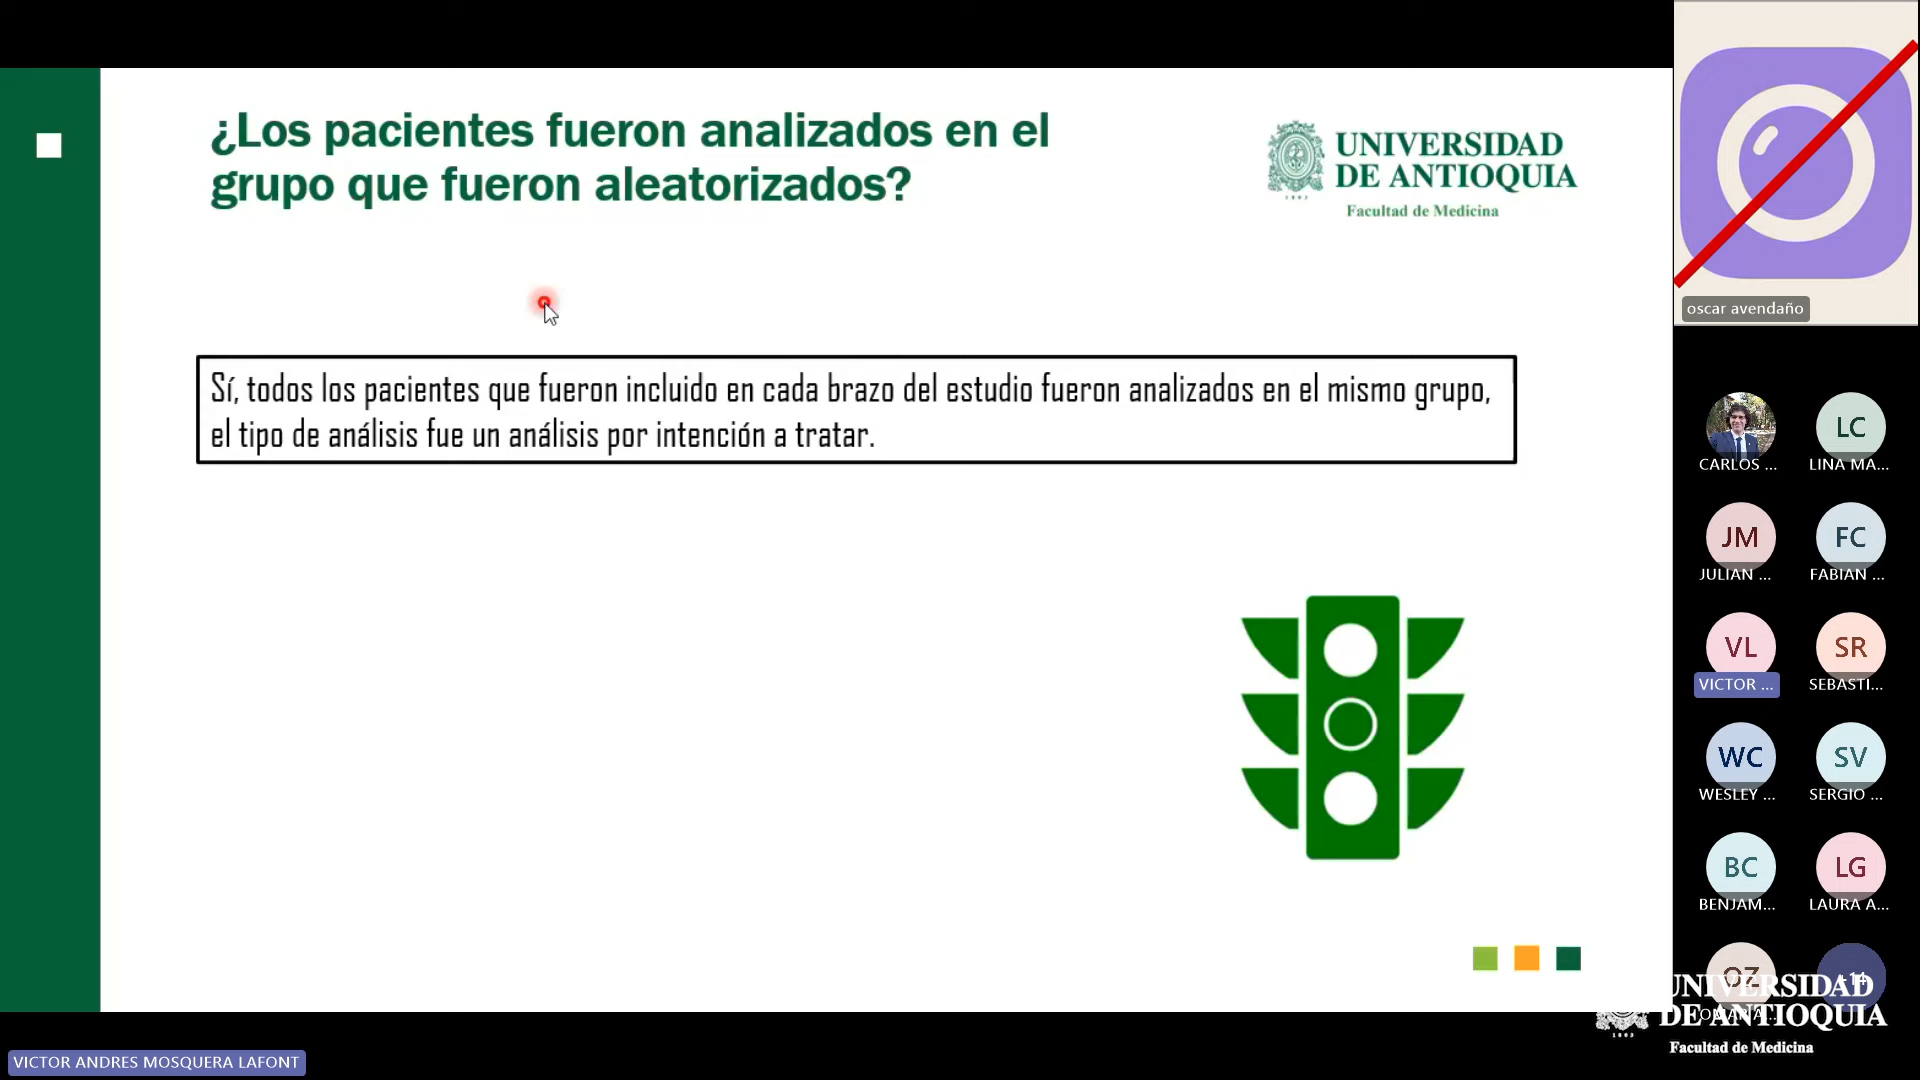 ¿Los pacientes fueron analizados en el
grupo que fueron aleatorizados?
UNIVERSIDAD
DE ANTIOQUIA
1803
Facultad de Medicina
Sí, todos los pacientes que fueron incluido en cada brazo del estudio fueron analizados en el mismo grupo,
el tipo de análisis fue un análisis por intención a tratar.
oscar avendaño
CARLOS ...
LC
LINA MA...
JM
JULIAN ...
FC
FABIAN ...
VL
VICTOR ...
SR
SEBASTI...
WC
WESLEY ...
SV
SERGIO ...
BC
BENJAM...
LG
LAURA A...
OZ
+14
UNIVERSIDAD
DE ANTIOQUIA
1803
Facultad de Medicina
VICTOR ANDRES MOSQUERA LAFONT